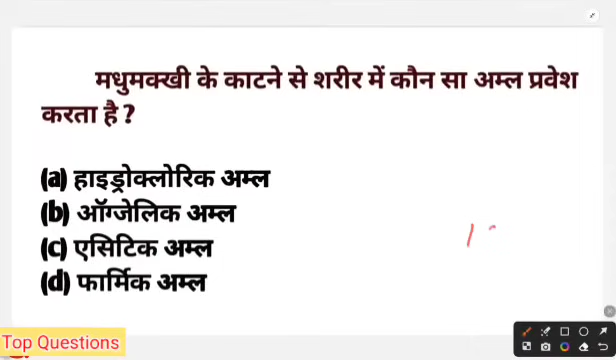 मधुमक्खी के काटने से शरीर में कौन सा अम्ल प्रवेश
करता है ?
(a) हाइड्रोक्लोरिक अम्ल
(b) ऑग्जेलिक अम्ल
(c) एसिटिक अम्ल
(d) फार्मिक अम्ल
Top Questions